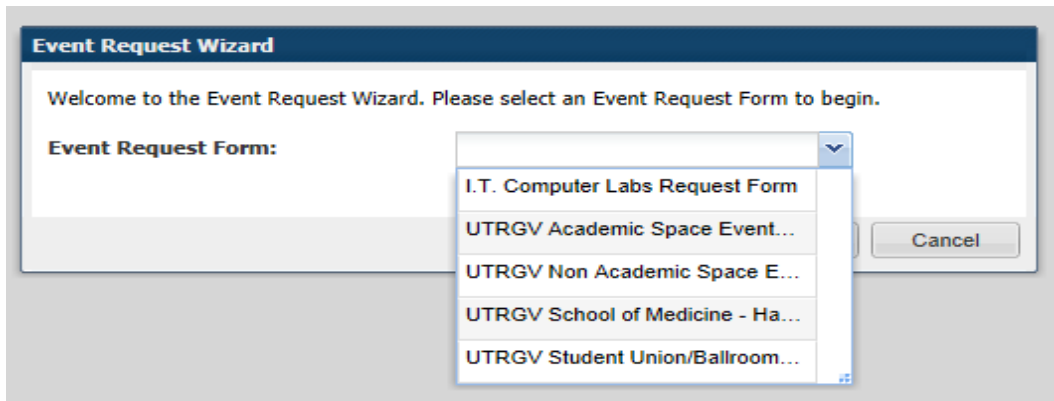 Event Request Wizard
Welcome to the Event Request Wizard. Please select an Event Request Form to begin.
Event Request Form:
I.T. Computer Labs Request Form
UTRGV Academic Space Event...
UTRGV Non Academic Space E...
UTRGV School of Medicine - Ha...
UTRGV Student Union/Ballroom...
Cancel